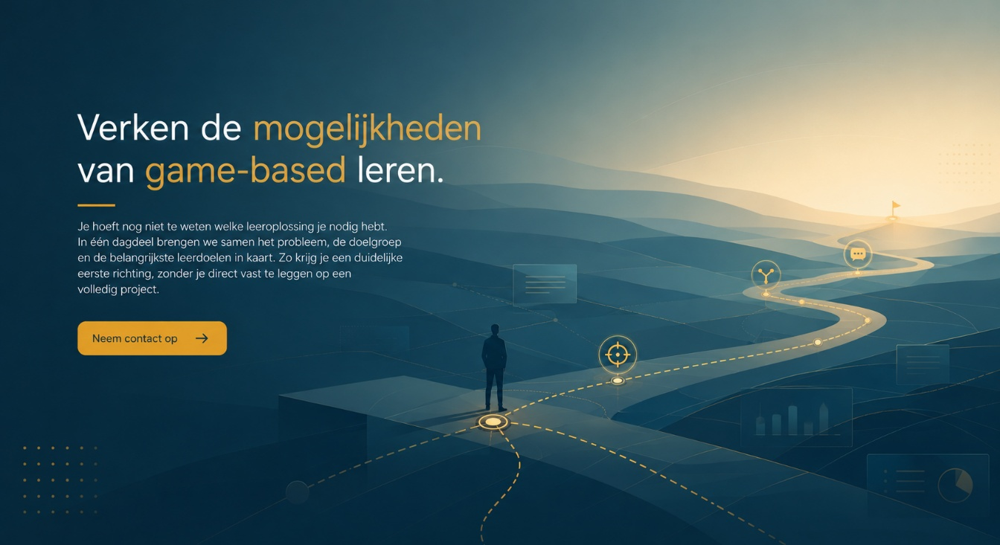 Verken de mogelijkheden
van game-based leren.
Je hoeft nog niet te weten welke leeroplossing je nodig hebt.
In één dagdeel brengen we samen het probleem, de doelgroep
en de belangrijkste leerdoelen in kaart. Zo krijg je een duidelijke
eerste richting, zonder je direct vast te leggen op een
volledig project.
Neem contact op